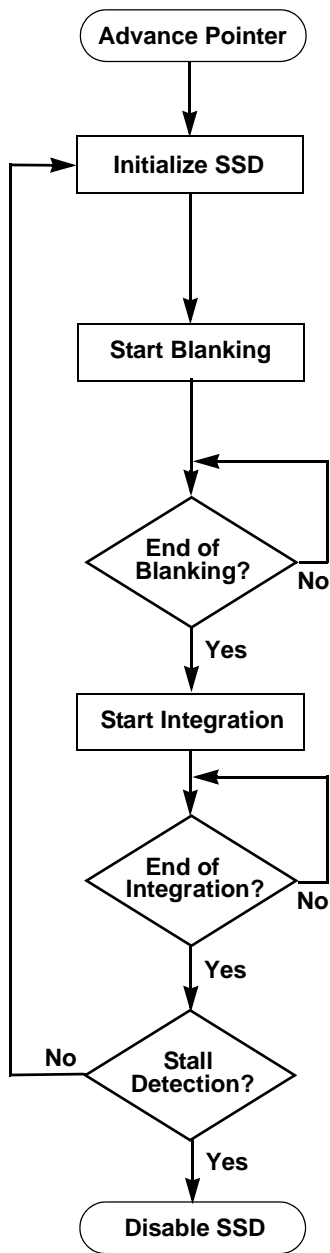 Advance Pointer
Initialize SSD
Start Blanking
End of
Blanking?
No
Yes
Start Integration
End of
Integration?
No
Yes
No
Stall
Detection?
Yes
Disable SSD